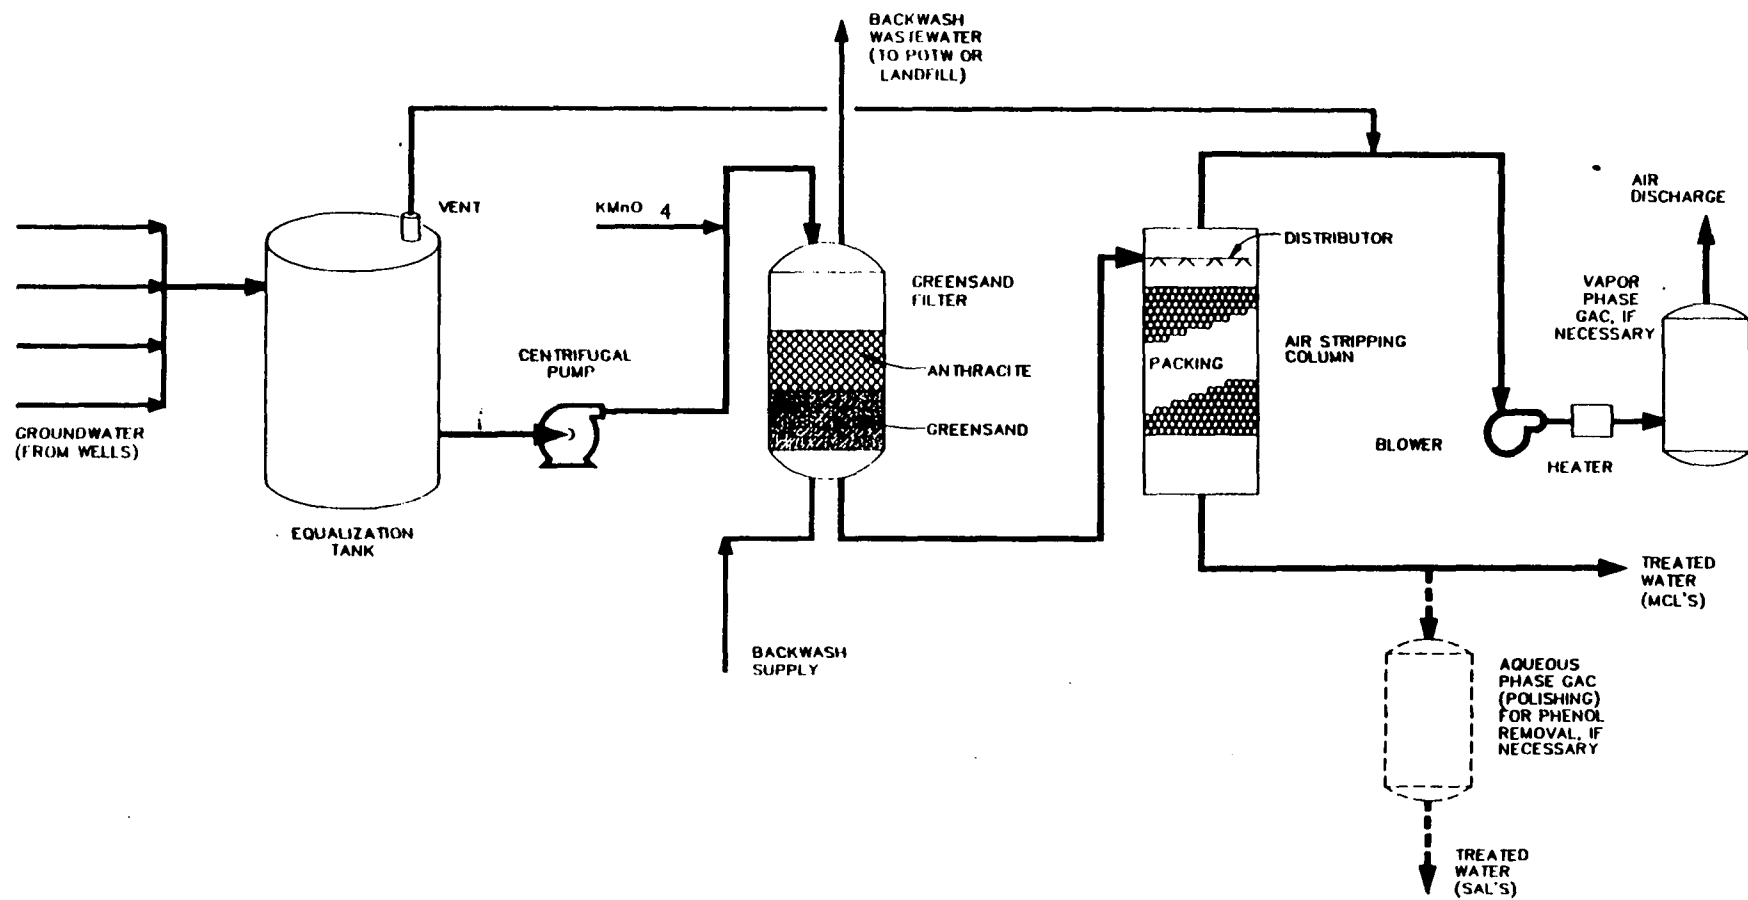 BACKWASH
WASTEWATER
(TO POTW OR
LANDFILL)
VENT
KMnO 4
AIR
DISCHARGE
DISTRIBUTOR
GREENSAND
FILTER
VAPOR
PHASE
GAC, IF
NECESSARY
CENTRIFUGAL
PUMP
ANTHRACITE
PACKING
AIR STRIPPING
COLUMN
GREENSAND
GROUNDWATER
(FROM WELLS)
BLOWER
HEATER
EQUALIZATION
TANK
TREATED
WATER
(MCL'S)
BACKWASH
SUPPLY
AQUEOUS
PHASE GAC
(POLISHING)
FOR PHENOL
REMOVAL, IF
NECESSARY
TREATED
WATER
(SAL'S)